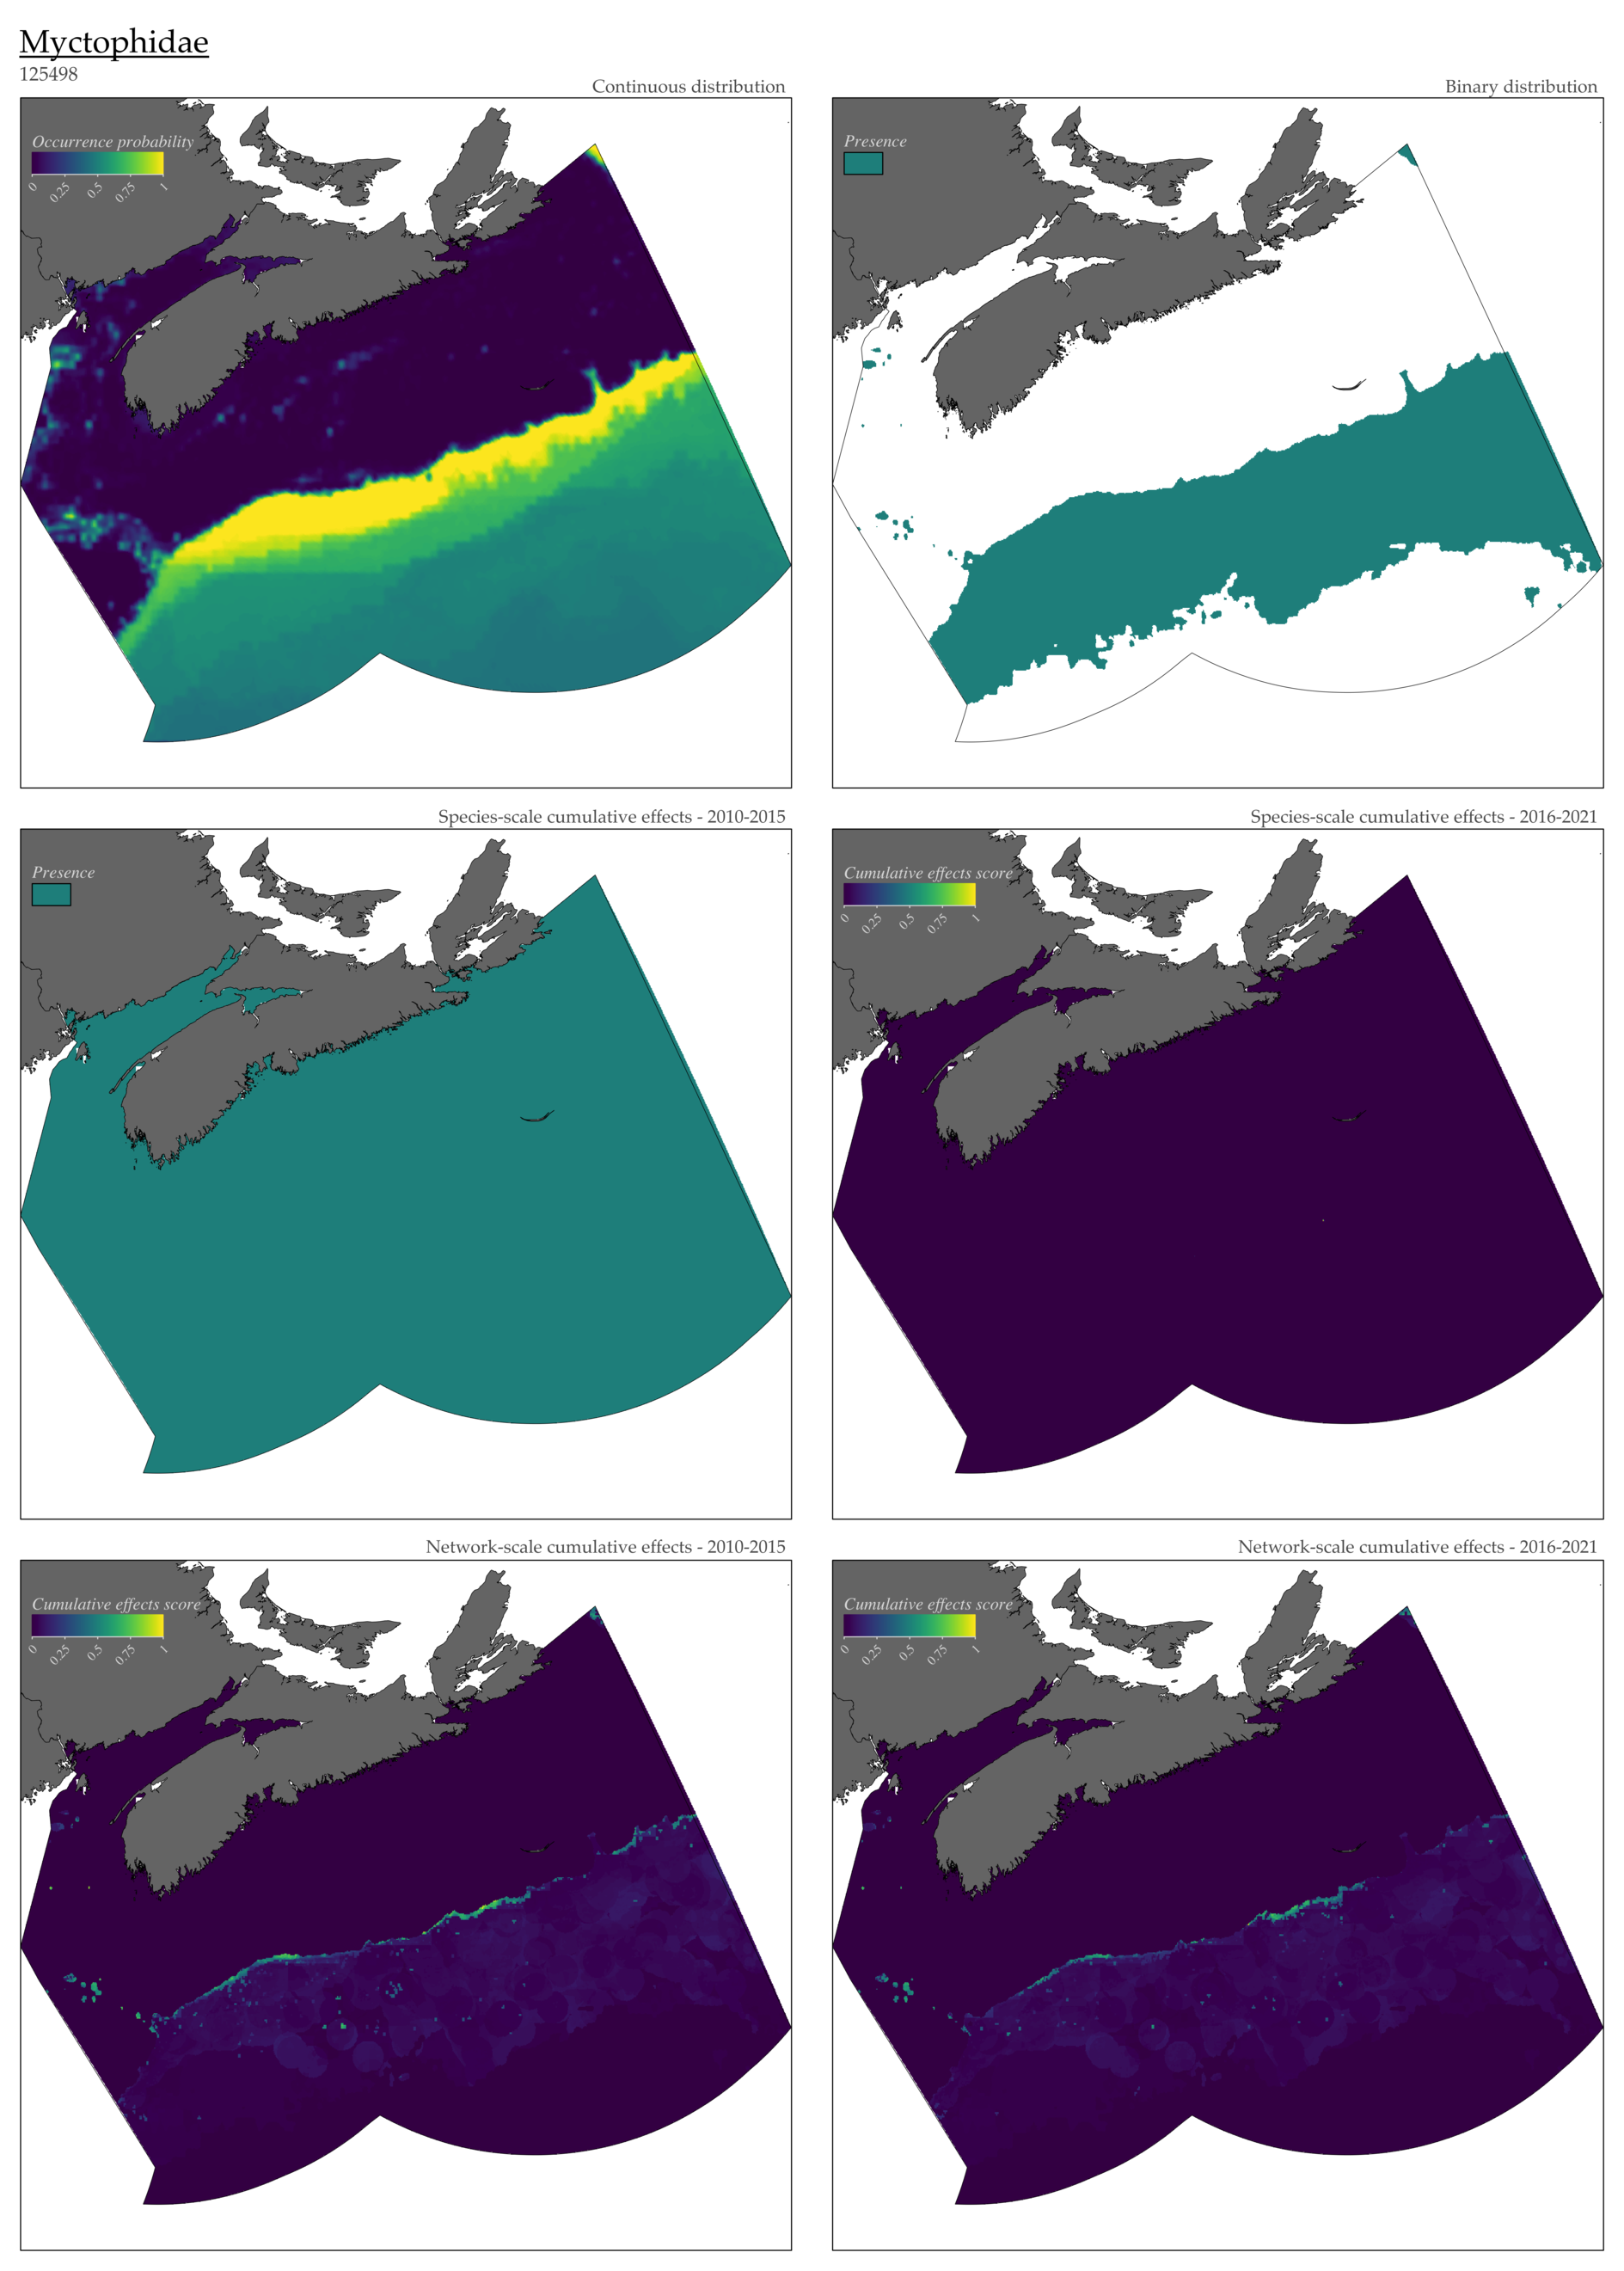 Myctophidae
125498
Continuous distribution
Occurrence probability
0 0.25 0.5 0.75 1
Binary distribution
Presence
Species-scale cumulative effects - 2010-2015
Presence
Species-scale cumulative effects - 2016-2021
Cumulative effects score
0 0.25 0.5 0.75 1
Network-scale cumulative effects - 2010-2015
Cumulative effects score
0 0.25 0.5 0.75 1
Network-scale cumulative effects - 2016-2021
Cumulative effects score
0 0.25 0.5 0.75 1